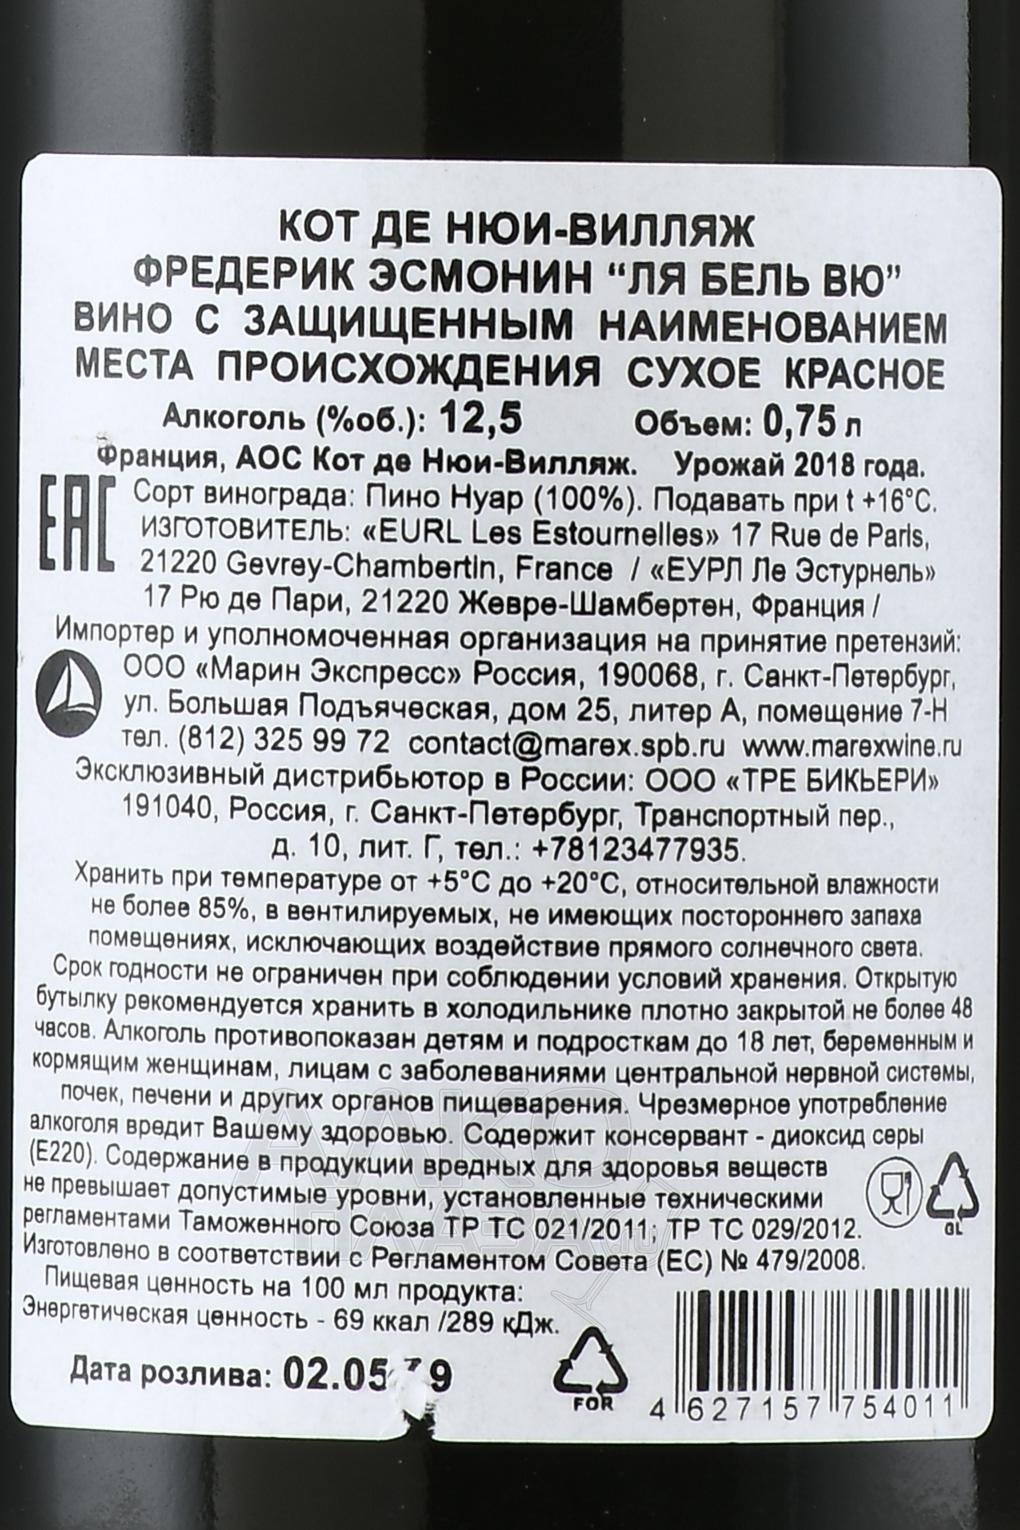 КОТ ДЕ НЮИ-ВИЛЛЯЖ
ФРЕДЕРИК ЭСМОНИН “ЛЯ БЕЛЬ ВЮ”
ВИНО С ЗАЩИЩЕННЫМ НАИМЕНОВАНИЕМ
МЕСТА ПРОИСХОЖДЕНИЯ СУХОЕ КРАСНОЕ
Алкоголь (%об.): 12,5 Объем: 0,75 л
Франция, АОС Кот де Нюи-Вилляж. Урожай 2018 года.
EAC Сорт винограда: Пино Нуар (100%). Подавать при t +16°C.
ИЗГОТОВИТЕЛЬ: «EURL Les Estournelles» 17 Rue de Paris,
21220 Gevrey-Chambertin, France / «ЕУРЛ Ле Эстурнель»
17 Рю де Пари, 21220 Жевре-Шамбертен, Франция /
Импортер и уполномоченная организация на принятие претензий:
ООО «Марин Экспресс» Россия, 190068, г. Санкт-Петербург,
ул. Большая Подъяческая, дом 25, литер А, помещение 7-Н
тел. (812) 325 99 72 contact@marex.spb.ru www.marexwine.ru
Эксклюзивный дистрибьютор в России: ООО «ТРЕ БИКЬЕРИ»
191040, Россия, г. Санкт-Петербург, Транспортный пер.,
д. 10, лит. Г, тел.: +78123477935.
Хранить при температуре от +5°C до +20°C, относительной влажности
не более 85%, в вентилируемых, не имеющих постороннего запаха
помещениях, исключающих воздействие прямого солнечного света.
Срок годности не ограничен при соблюдении условий хранения. Открытую
бутылку рекомендуется хранить в холодильнике плотно закрытой не более 48
часов. Алкоголь противопоказан детям и подросткам до 18 лет, беременным и
кормящим женщинам, лицам с заболеваниями центральной нервной системы,
почек, печени и других органов пищеварения. Чрезмерное употребление
алкоголя вредит Вашему здоровью. Содержит консервант - диоксид серы
(Е220). Содержание в продукции вредных для здоровья веществ
не превышает допустимые уровни, установленные техническими
регламентами Таможенного Союза ТР ТС 021/2011; ТР ТС 029/2012.
GL
Изготовлено в соответствии с Регламентом Совета (ЕС) № 479/2008.
Пищевая ценность на 100 мл продукта:
Энергетическая ценность - 69 ккал /289 кДж.
Дата розлива: 02.05 9
FOR
4 627157 754011